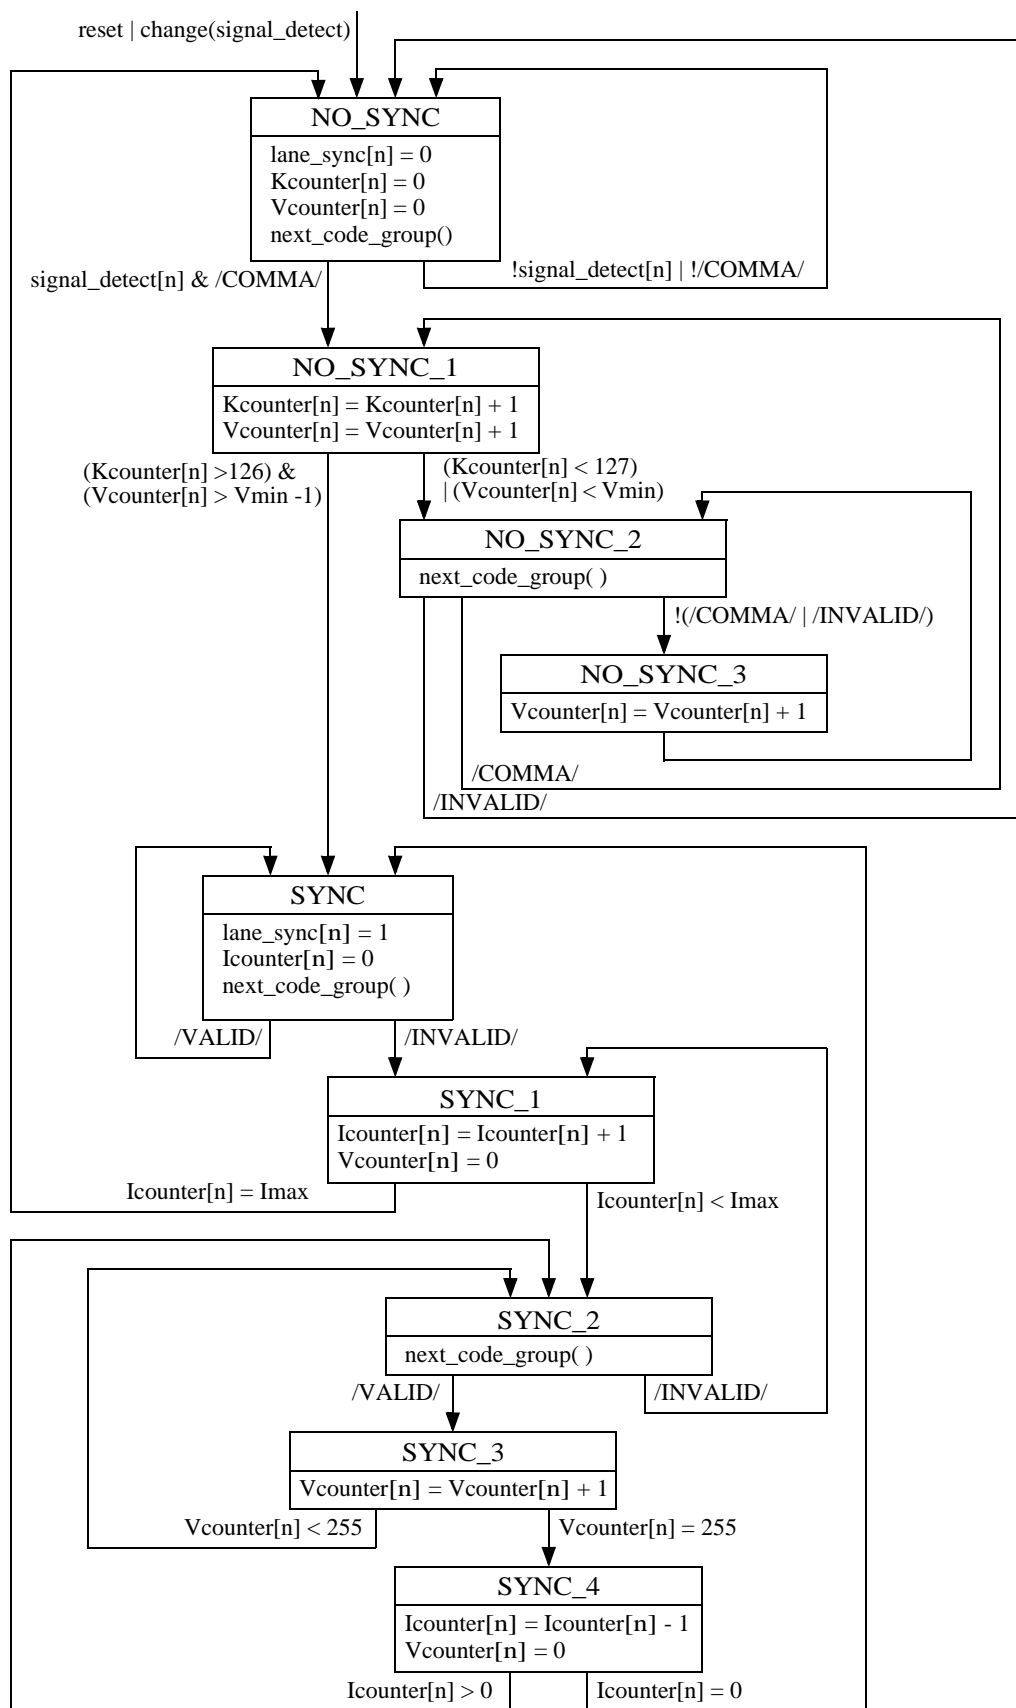 reset | change(signal_detect)
NO_SYNC
lane_sync[n] = 0
Kcounter[n] = 0
Vcounter[n] = 0
next_code_group()
signal_detect[n] & /COMMA/
!signal_detect[n] | !/COMMA/
NO_SYNC_1
Kcounter[n] = Kcounter[n] + 1
Vcounter[n] = Vcounter[n] + 1
(Kcounter[n] >126) &
(Vcounter[n] > Vmin -1)
(Kcounter[n] < 127)
| (Vcounter[n] < Vmin)
NO_SYNC_2
next_code_group( )
!(/COMMA/ | /INVALID/)
NO_SYNC_3
Vcounter[n] = Vcounter[n] + 1
/COMMA/
/INVALID/
SYNC
lane_sync[n] = 1
Icounter[n] = 0
next_code_group( )
/VALID/
/INVALID/
SYNC_1
Icounter[n] = Icounter[n] + 1
Vcounter[n] = 0
Icounter[n] = Imax
Icounter[n] < Imax
SYNC_2
next_code_group( )
/VALID/
/INVALID/
SYNC_3
Vcounter[n] = Vcounter[n] + 1
Vcounter[n] < 255
Vcounter[n] = 255
SYNC_4
Icounter[n] = Icounter[n] - 1
Vcounter[n] = 0
Icounter[n] > 0
Icounter[n] = 0